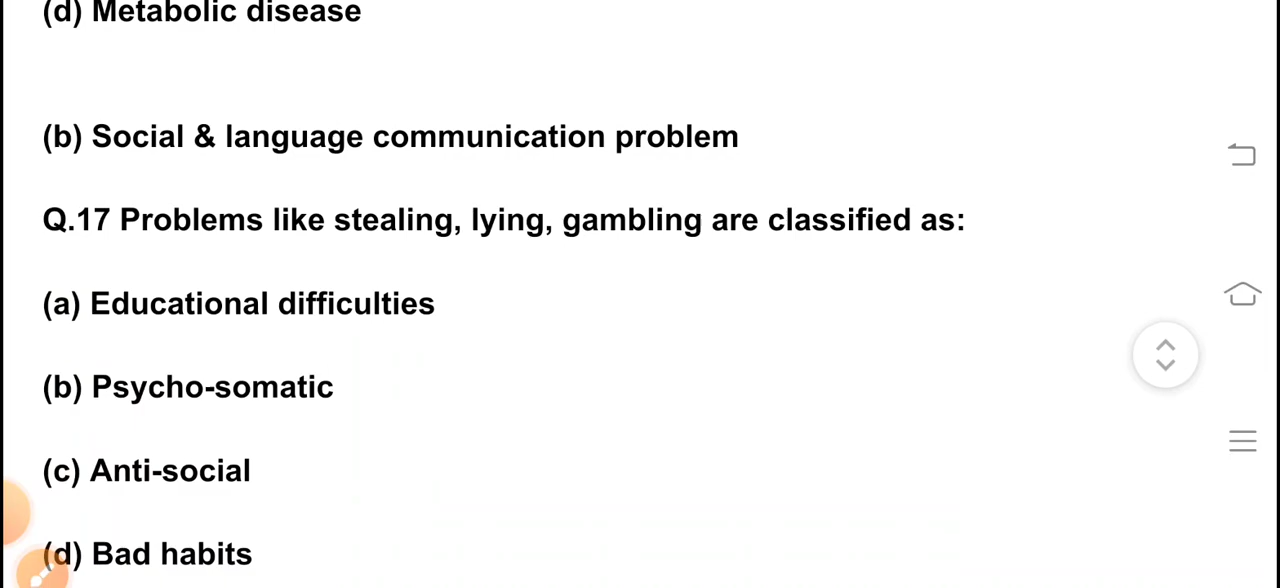 (d) Metabolic disease
(b) Social & language communication problem
Q.17 Problems like stealing, lying, gambling are classified as:
(a) Educational difficulties
(b) Psycho-somatic
(c) Anti-social
(d) Bad habits